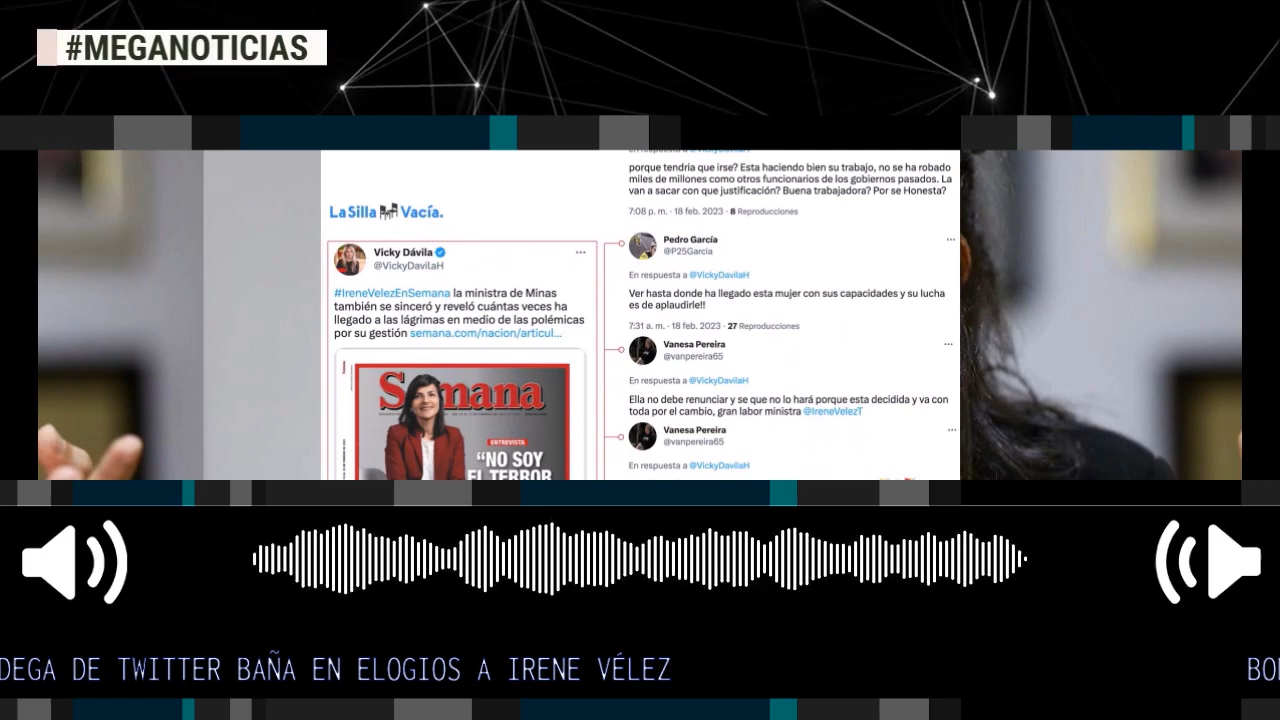 #MEGANOTICIAS
porque tendria que irse? Esta haciendo bien su trabajo, no se ha robado
miles de millones como otros funcionarios de los gobiernos pasados. La
van a sacar con que justificación? Buena trabajadora? Por se Honesta?
7:08 p. m. · 18 feb. 2023 · 8 Reproducciones
La Silla Vacía.
Vicky Dávila
@VickyDavilaH
#IreneVelezEnSemana la ministra de Minas
también se sinceró y reveló cuántas veces ha
llegado a las lágrimas en medio de las polémicas
por su gestión semana.com/nacion/articul...
Semana
ENTREVISTA
“NO SOY
EL TERROR
Pedro García
@P25Garcia
En respuesta a @VickyDavilaH
Ver hasta donde ha llegado esta mujer con sus capacidades y su lucha
es de aplaudirle!!
7:31 a. m. · 18 feb. 2023 · 27 Reproducciones
Vanesa Pereira
@vanpereira65
En respuesta a @VickyDavilaH
Ella no debe renunciar y se que no lo hará porque esta decidida y va con
toda por el cambio, gran labor ministra @IreneVelezT
Vanesa Pereira
@vanpereira65
En respuesta a @VickyDavilaH
DEGA DE TWITTER BAÑA EN ELOGIOS A IRENE VÉLEZ